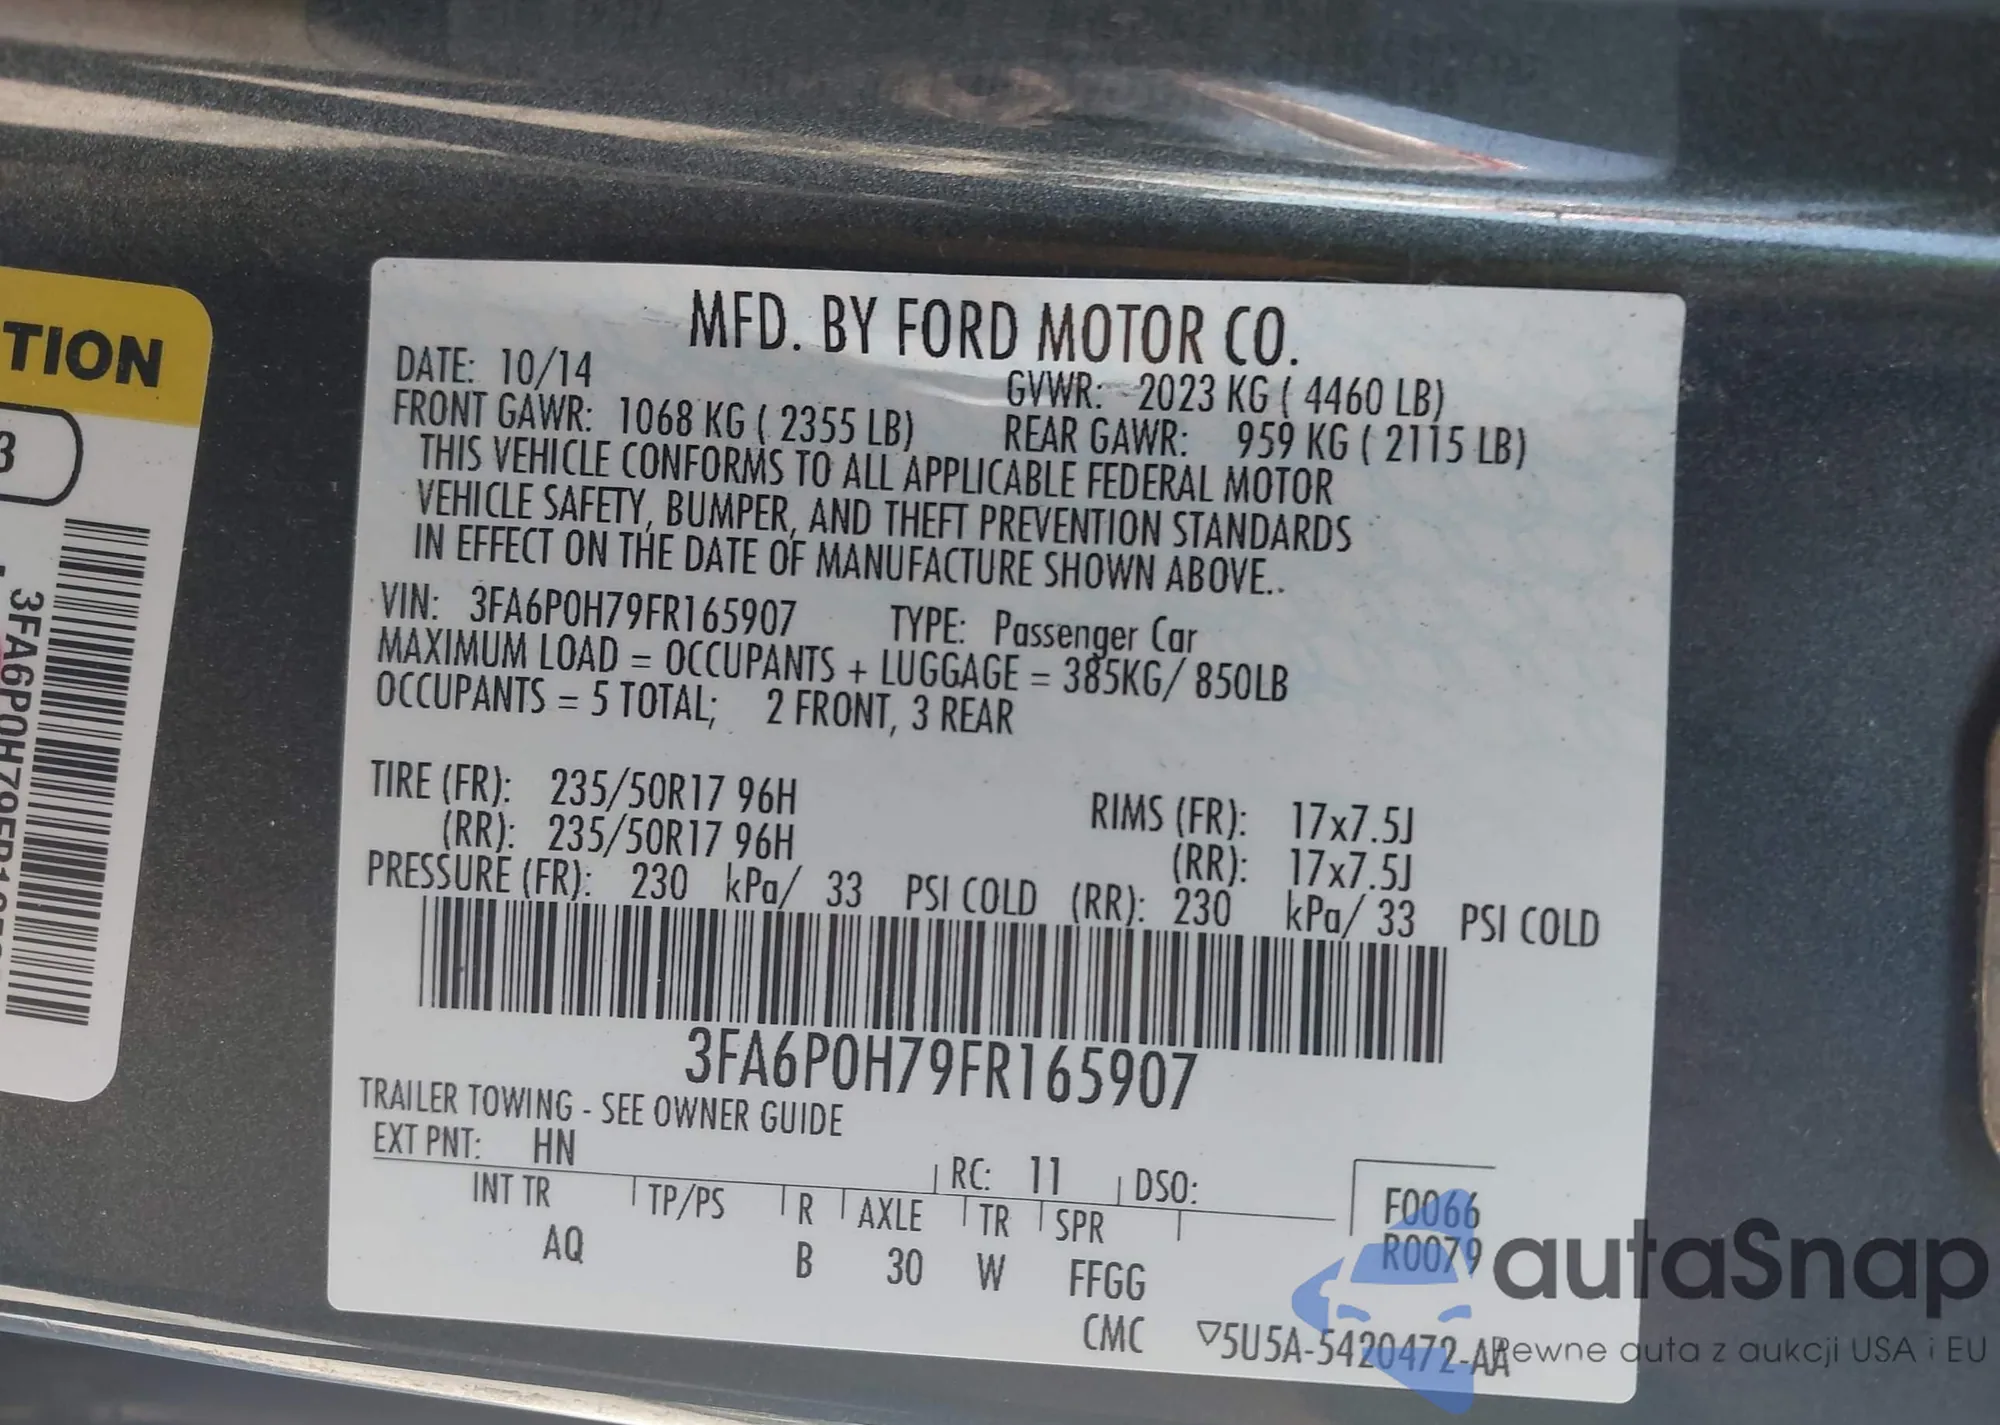 TION
3
3FA6P0H79FR165
MFD. BY FORD MOTOR CO.
DATE: 10/14 GVWR: 2023 KG ( 4460 LB)
FRONT GAWR: 1068 KG ( 2355 LB) REAR GAWR: 959 KG ( 2115 LB)
THIS VEHICLE CONFORMS TO ALL APPLICABLE FEDERAL MOTOR
VEHICLE SAFETY, BUMPER, AND THEFT PREVENTION STANDARDS
IN EFFECT ON THE DATE OF MANUFACTURE SHOWN ABOVE..
VIN: 3FA6P0H79FR165907 TYPE: Passenger Car
MAXIMUM LOAD = OCCUPANTS + LUGGAGE = 385KG/ 850LB
OCCUPANTS = 5 TOTAL; 2 FRONT, 3 REAR
TIRE (FR): 235/50R17 96H RIMS (FR): 17x7.5J
(RR): 235/50R17 96H (RR): 17x7.5J
PRESSURE (FR): 230 kPa/ 33 PSI COLD (RR): 230 kPa/ 33 PSI COLD
3FA6P0H79FR165907
TRAILER TOWING - SEE OWNER GUIDE
EXT PNT: HN RC: 11 DSO:
INT TR TP/PS R AXLE TR SPR F0066
AQ B 30 W FFGG R0079
CMC ▽5U5A-5420472-AA
autaSnap
Pewne auta z aukcji USA i EU